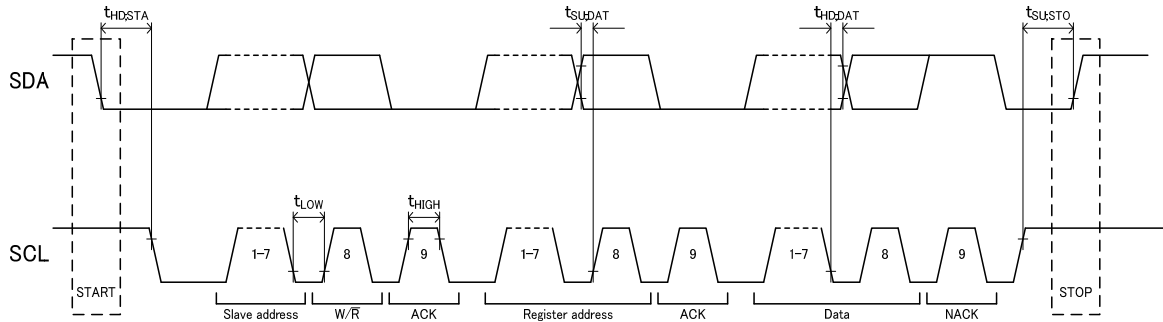 tHD;STA tSU;DAT tHD;DAT tSU;STO
SDA
tLOW tHIGH
SCL 1-7 8 9 1-7 8 9 1-7 8 9
START STOP
Slave address W/R̅ ACK Register address ACK Data NACK